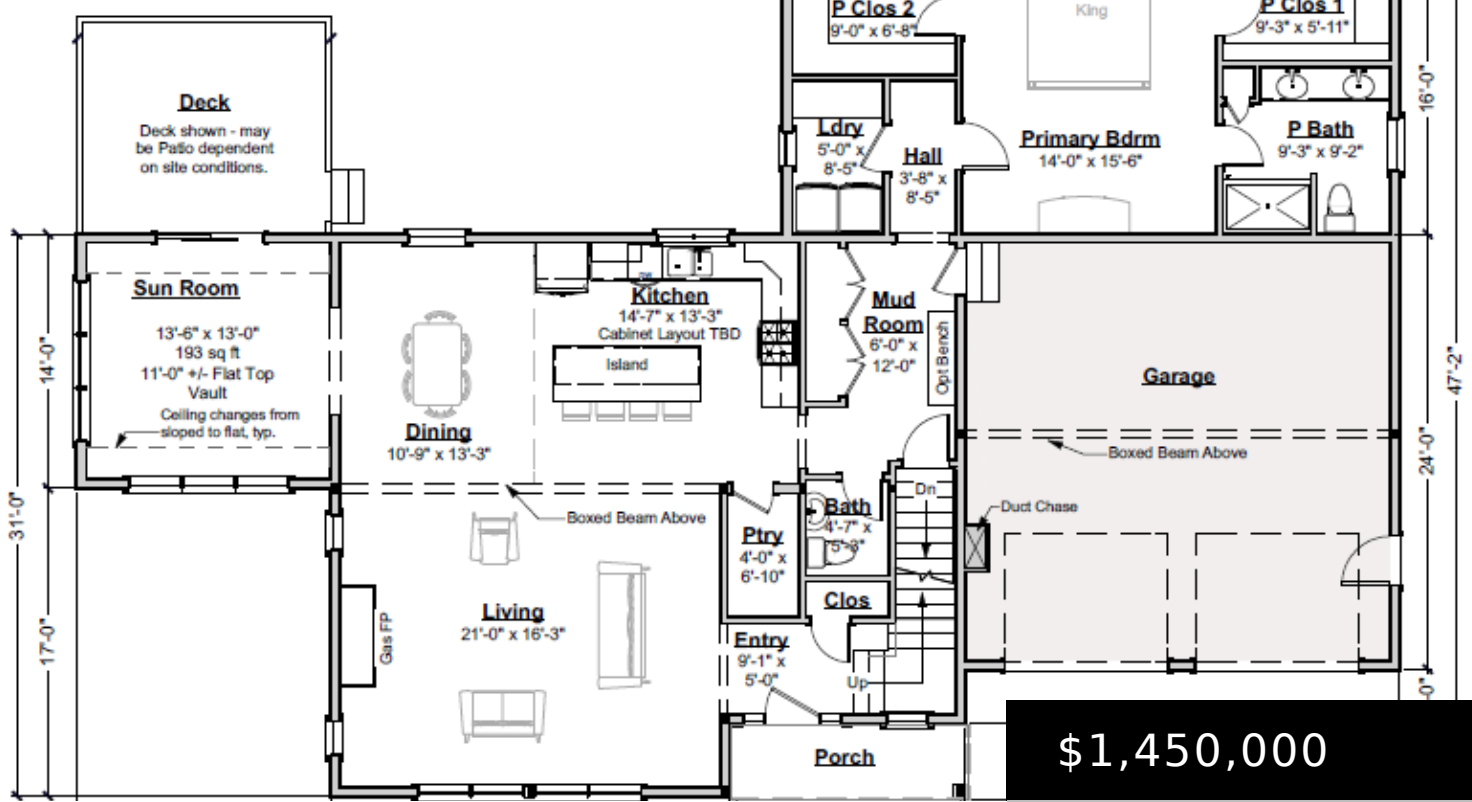 P Clos 2
9'-0" x 6'-8"
King
P Clos 1
9'-3" x 5'-11"
16'-0"
Deck
Deck shown - may
be Patio dependent
on site conditions.
Ldry
5'-0" x
8'-5"
Hall
3'-8" x
8'-5"
Primary Bdrm
14'-0" x 15'-6"
P Bath
9'-3" x 9'-2"
Sun Room
13'-6" x 13'-0"
193 sq ft
11'-0" +/- Flat Top
Vault
Ceiling changes from
sloped to flat, typ.
14'-0"
31'-0"
17'-0"
Kitchen
14'-7" x 13'-3"
Cabinet Layout TBD
DW
Island
Dining
10'-9" x 13'-3"
Mud
Room
6'-0" x
12'-0"
Opt Bench
Garage
Boxed Beam Above
47'-2"
24'-0"
Duct Chase
Boxed Beam Above
Dn
Bath
4'-7" x
5'-3"
Ptry
4'-0" x
6'-10"
Living
21'-0" x 16'-3"
Gas FP
Clos
Entry
9'-1" x
5'-0"
Up
Porch
$1,450,000